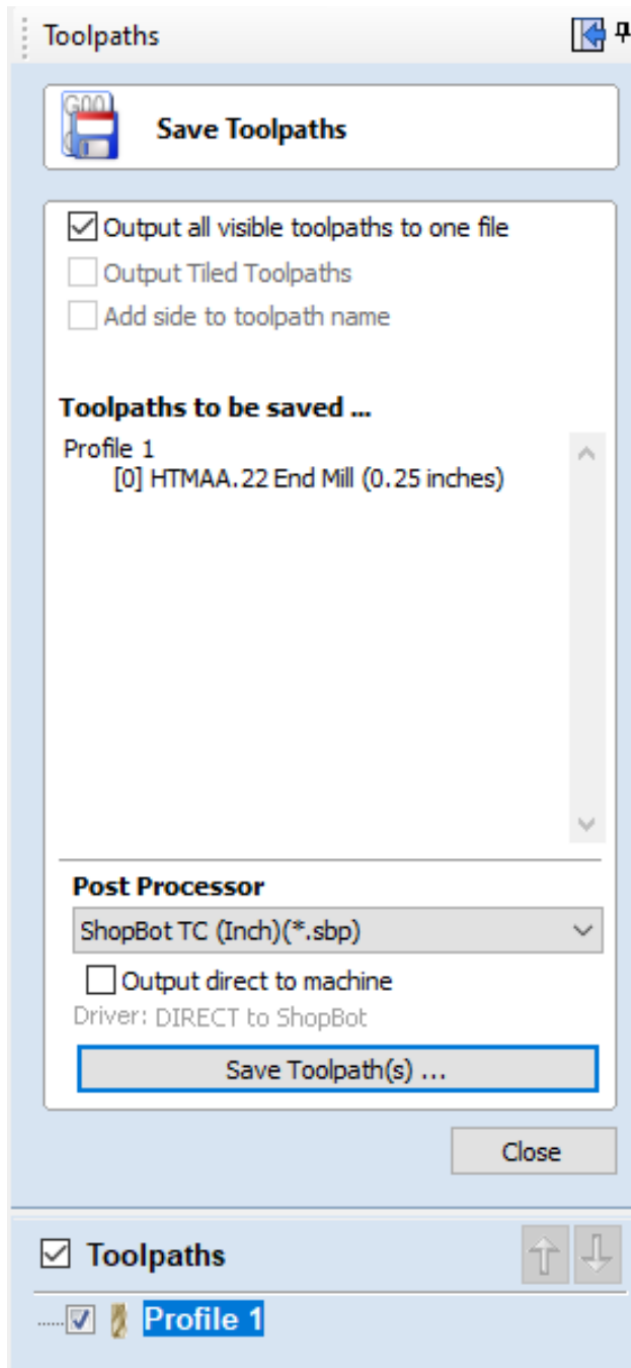 Toolpaths
G00
Save Toolpaths
Output all visible toolpaths to one file
Output Tiled Toolpaths
Add side to toolpath name
Toolpaths to be saved ...
Profile 1
[0] HTMAA.22 End Mill (0.25 inches)
Post Processor
ShopBot TC (Inch)(*.sbp)
Output direct to machine
Driver: DIRECT to ShopBot
Save Toolpath(s) ...
Close
Toolpaths
Profile 1